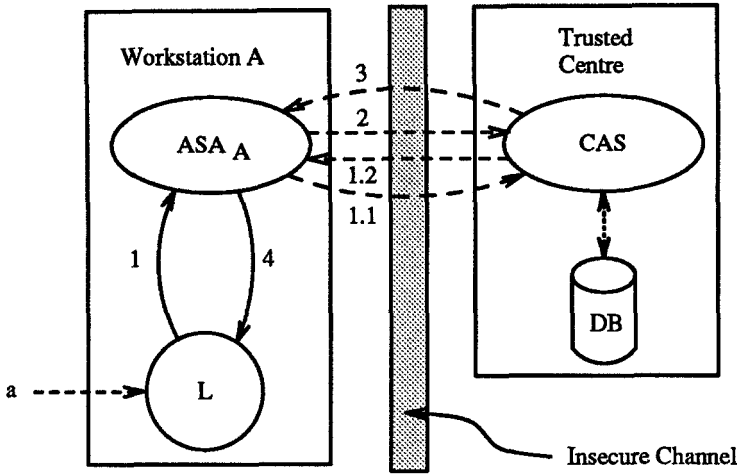 Workstation A
Trusted
Centre
3
ASA A
2
CAS
1.2
1.1
1
4
DB
a
L
Insecure Channel